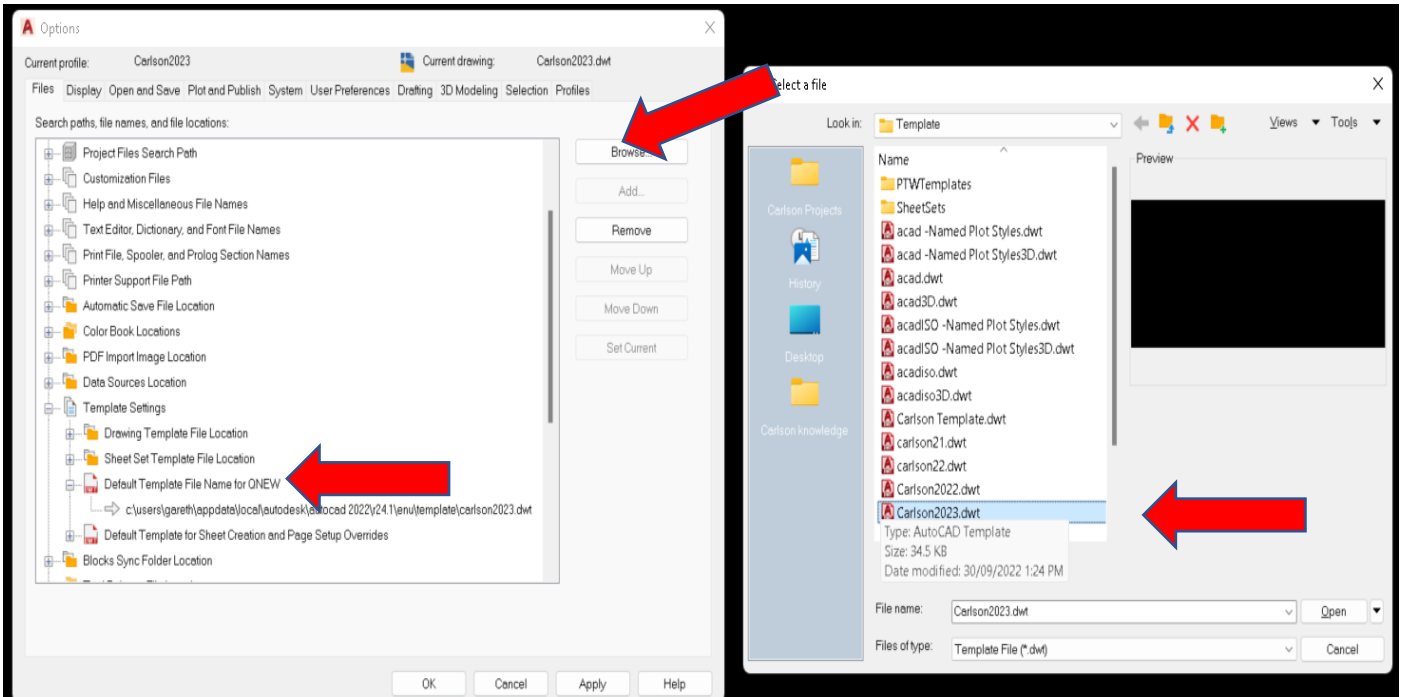 Options
Current profile: Carlson2023 Current drawing: Carlson2023.dwt
Files Display Open and Save Plot and Publish System User Preferences Drafting 3D Modeling Selection Profiles
Search paths, file names, and file locations:
Project Files Search Path
Customization Files
Help and Miscellaneous File Names
Text Editor, Dictionary, and Font File Names
Print File, Spooler, and Prolog Section Names
Printer Support File Path
Automatic Save File Location
Color Book Locations
PDF Import Image Location
Data Sources Location
Template Settings
Drawing Template File Location
Sheet Set Template File Location
Default Template File Name for QNEW
c:\users\gareth\appdata\local\autodesk\autocad 2022\r24.1\enu\template\carlson2023.dwt
Default Template for Sheet Creation and Page Setup Overrides
Blocks Sync Folder Location
Browse...
Add...
Remove
Move Up
Move Down
Set Current
OK Cancel Apply Help
Select a file
Look in: Template Views Tools
Carlson Projects
History
Desktop
Carlson knowledge
Name
PTWTemplates
SheetSets
acad -Named Plot Styles.dwt
acad -Named Plot Styles3D.dwt
acad.dwt
acad3D.dwt
acadISO -Named Plot Styles.dwt
acadISO -Named Plot Styles3D.dwt
acadiso.dwt
acadiso3D.dwt
Carlson Template.dwt
carlson21.dwt
carlson22.dwt
Carlson2022.dwt
Carlson2023.dwt
Type: AutoCAD Template
Size: 34.5 KB
Date modified: 30/09/2022 1:24 PM
Preview
File name: Carlson2023.dwt Open
Files of type: Template File (*.dwt) Cancel